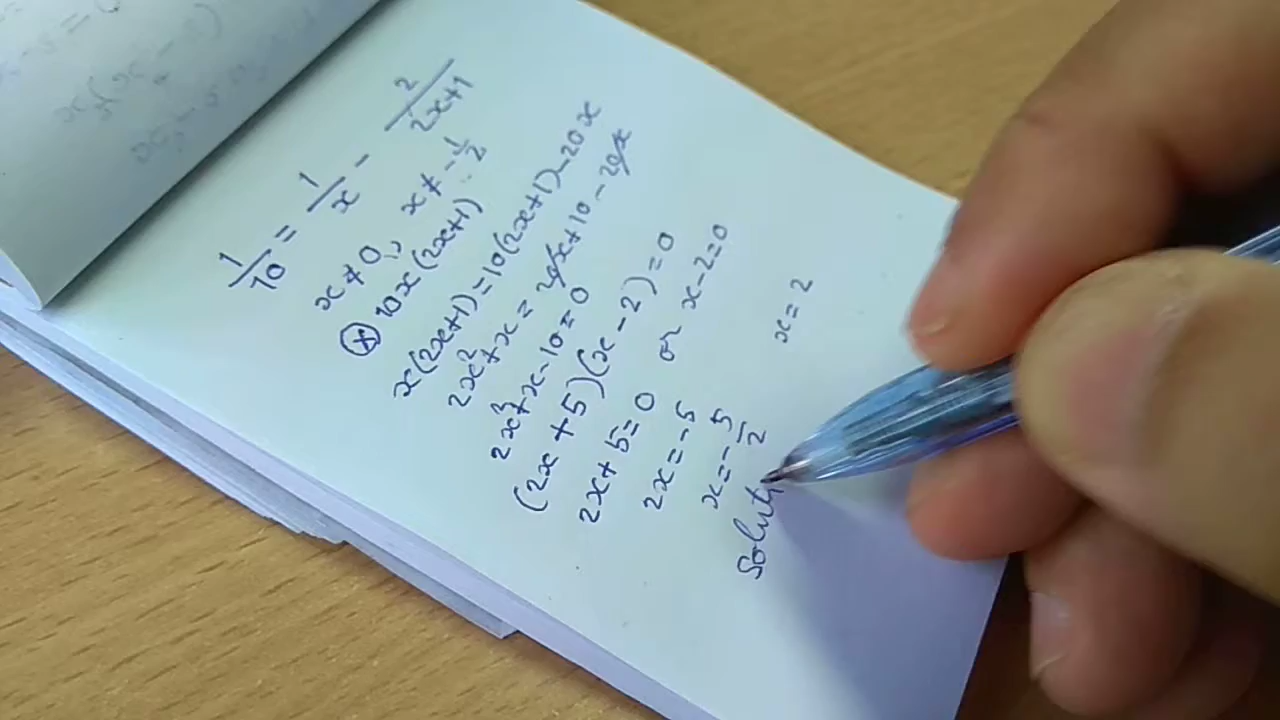 1/10 = 1/x - 2/2x+1
x ≠ 0, x ≠ -1/2
⊗ 10x(2x+1)
x(2x+1)=10(2x+1)-20x
2x²+x = 20x+10-20x
2x²+x-10=0
(2x+5)(x-2)=0
2x+5=0 or x-2=0
2x=-5
x=-5/2 x=2
Soluti